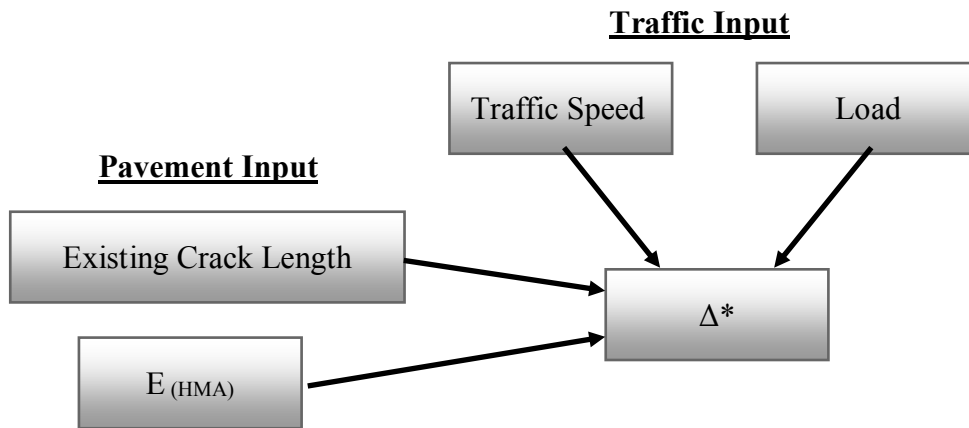 Traffic Input
Traffic Speed
Load
Pavement Input
Existing Crack Length
Δ*
E (HMA)